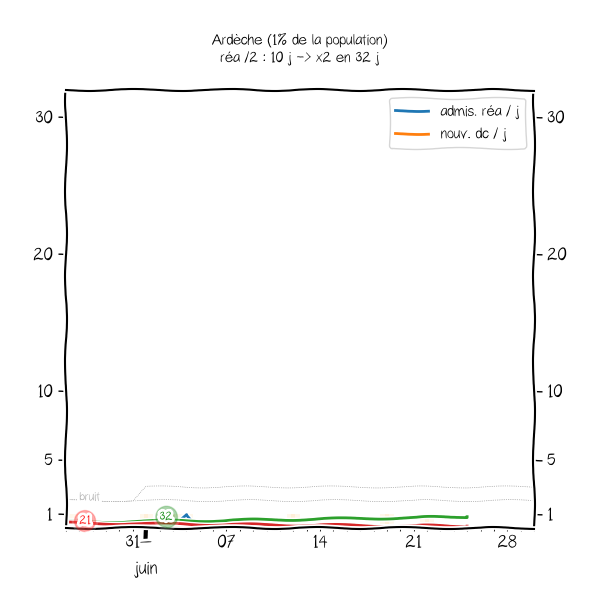 Ardèche (1% de la population)
réa /2 : 10 j -> x2 en 32 j
admis. réa / j
nouv. dc / j
30
30
20
20
10
10
5
5
bruit
1
21
32
1
31
07
14
21
28
juin